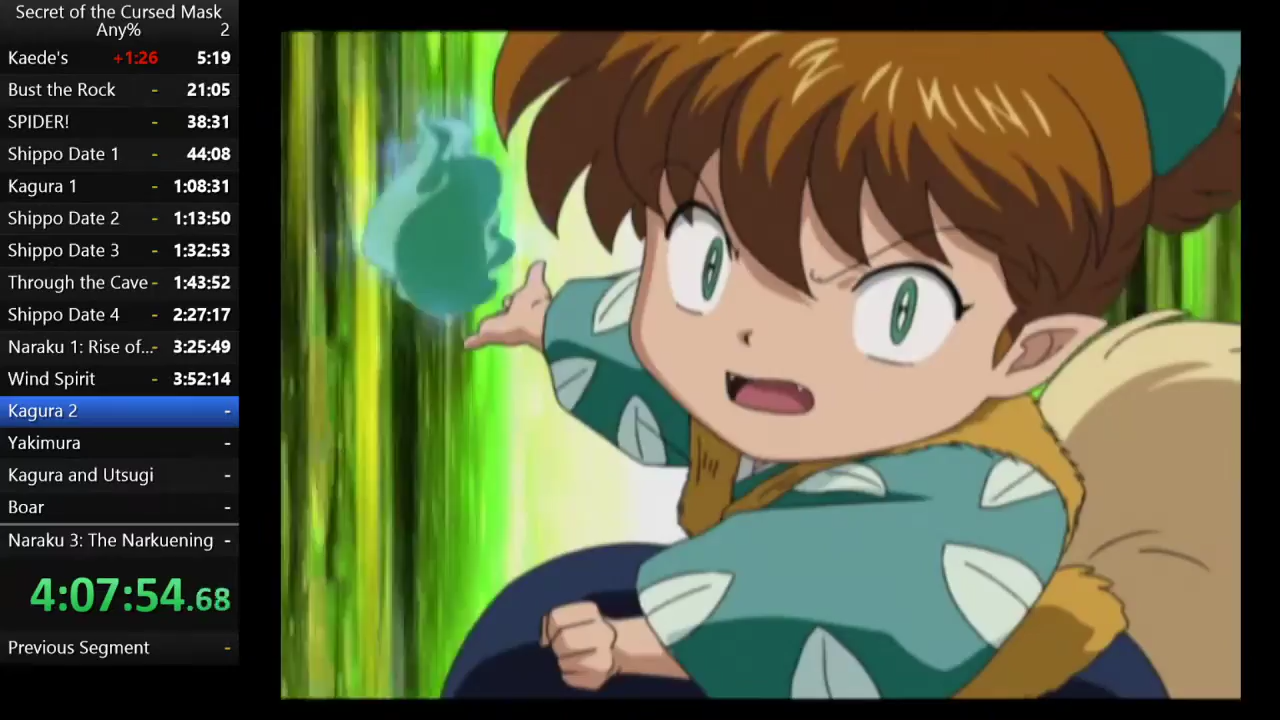 Secret of the Cursed Mask
Any% 2
Kaede's +1:26 5:19
Bust the Rock - 21:05
SPIDER! - 38:31
Shippo Date 1 - 44:08
Kagura 1 - 1:08:31
Shippo Date 2 - 1:13:50
Shippo Date 3 - 1:32:53
Through the Cave - 1:43:52
Shippo Date 4 - 2:27:17
Naraku 1: Rise of... - 3:25:49
Wind Spirit - 3:52:14
Kagura 2 -
Yakimura -
Kagura and Utsugi -
Boar -
Naraku 3: The Narkuening -
4:07:54.68
Previous Segment -